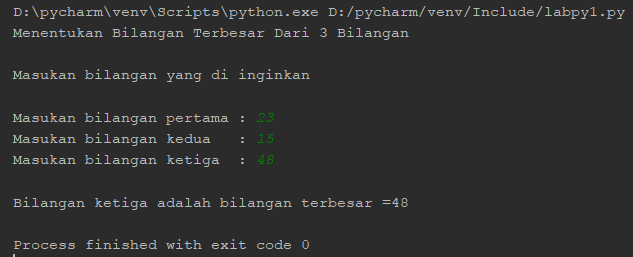 D:\pycharm\venv\Scripts\python.exe D:/pycharm/venv/Include/labpy1.py
Menentukan Bilangan Terbesar Dari 3 Bilangan
Masukan bilangan yang di inginkan
Masukan bilangan pertama : 23
Masukan bilangan kedua   : 15
Masukan bilangan ketiga  : 48
Bilangan ketiga adalah bilangan terbesar =48
Process finished with exit code 0